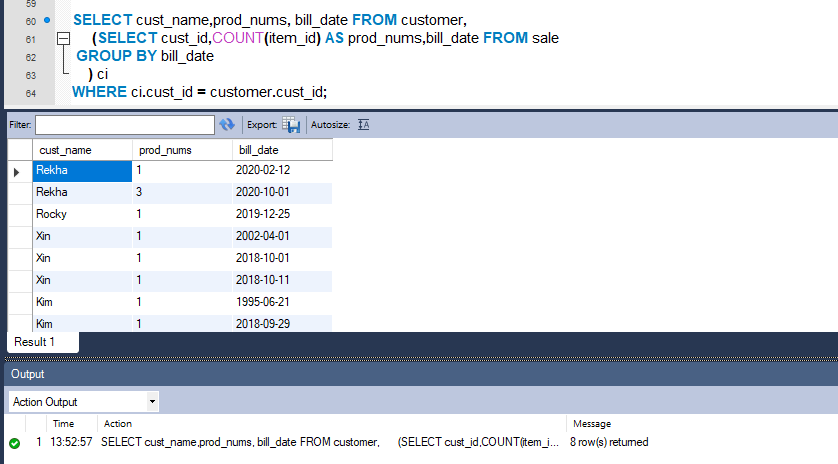 59
60 SELECT cust_name,prod_nums, bill_date FROM customer,
61 (SELECT cust_id,COUNT(item_id) AS prod_nums,bill_date FROM sale
62 GROUP BY bill_date
63 ) ci
64 WHERE ci.cust_id = customer.cust_id;
Filter: Export: Autosize:
cust_name prod_nums bill_date
Rekha 1 2020-02-12
Rekha 3 2020-10-01
Rocky 1 2019-12-25
Xin 1 2002-04-01
Xin 1 2018-10-01
Xin 1 2018-10-11
Kim 1 1995-06-21
Kim 1 2018-09-29
Result 1
Output
Action Output
Time Action Message
1 13:52:57 SELECT cust_name,prod_nums, bill_date FROM customer, (SELECT cust_id,COUNT(item_i... 8 row(s) returned